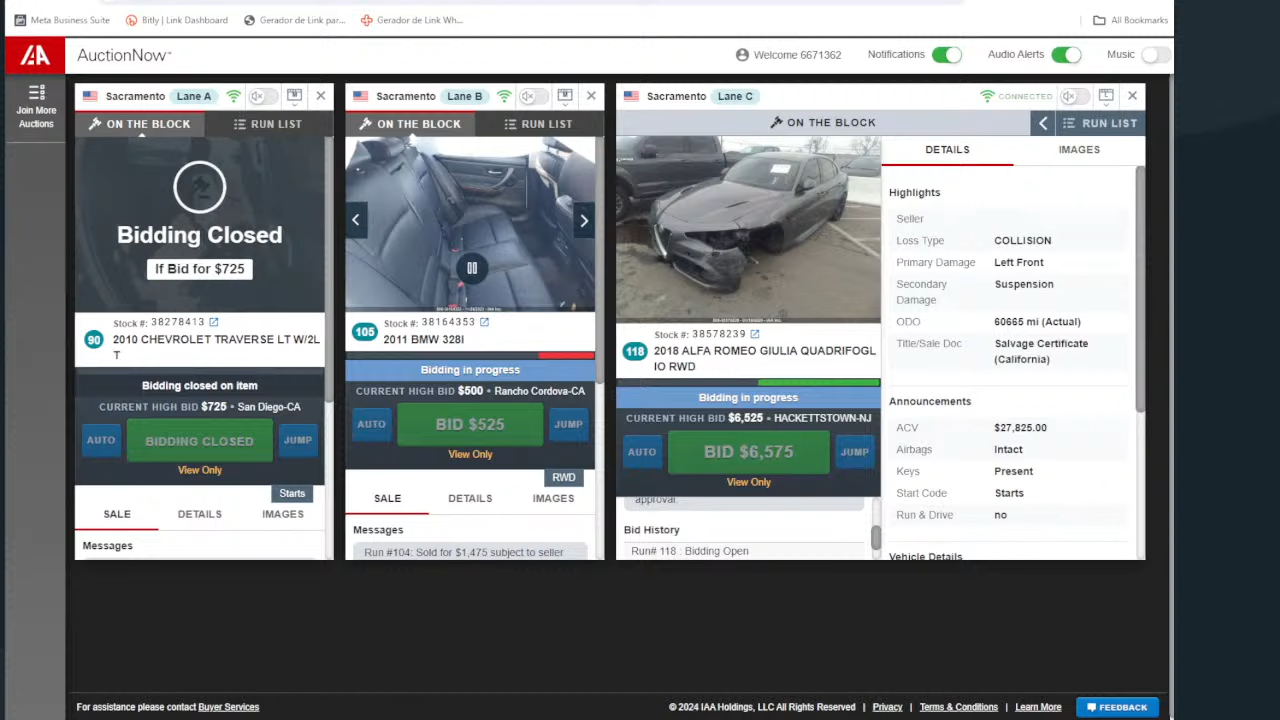 Meta Business Suite
Bitly | Link Dashboard
Gerador de Link par...
Gerador de Link Wh...
All Bookmarks
IAA
AuctionNow™
Welcome 6671362
Notifications
Audio Alerts
Music
Join More
Auctions
Sacramento
Lane A
ON THE BLOCK
RUN LIST
Bidding Closed
If Bid for $725
Stock #: 38278413
90
2010 CHEVROLET TRAVERSE LT W/2L
T
Bidding closed on item
CURRENT HIGH BID $725 • San Diego-CA
AUTO
BIDDING CLOSED
JUMP
View Only
Starts
SALE
DETAILS
IMAGES
Messages
Sacramento
Lane B
ON THE BLOCK
RUN LIST
Stock #: 38164353
105
2011 BMW 328I
Bidding in progress
CURRENT HIGH BID $500 • Rancho Cordova-CA
AUTO
BID $525
JUMP
View Only
RWD
SALE
DETAILS
IMAGES
Messages
Run #104: Sold for $1,475 subject to seller
Sacramento
Lane C
CONNECTED
ON THE BLOCK
RUN LIST
Stock #: 38578239
118
2018 ALFA ROMEO GIULIA QUADRIFOGL
IO RWD
Bidding in progress
CURRENT HIGH BID $6,525 • HACKETTSTOWN-NJ
AUTO
BID $6,575
JUMP
View Only
approval.
Bid History
Run# 118 : Bidding Open
DETAILS
IMAGES
Highlights
Seller
Loss Type COLLISION
Primary Damage Left Front
Secondary Suspension
Damage
ODO 60665 mi (Actual)
Title/Sale Doc Salvage Certificate
(California)
Announcements
ACV $27,825.00
Airbags Intact
Keys Present
Start Code Starts
Run & Drive no
Vehicle Details
For assistance please contact Buyer Services
© 2024 IAA Holdings, LLC All Rights Reserved | Privacy | Terms & Conditions | Learn More
FEEDBACK